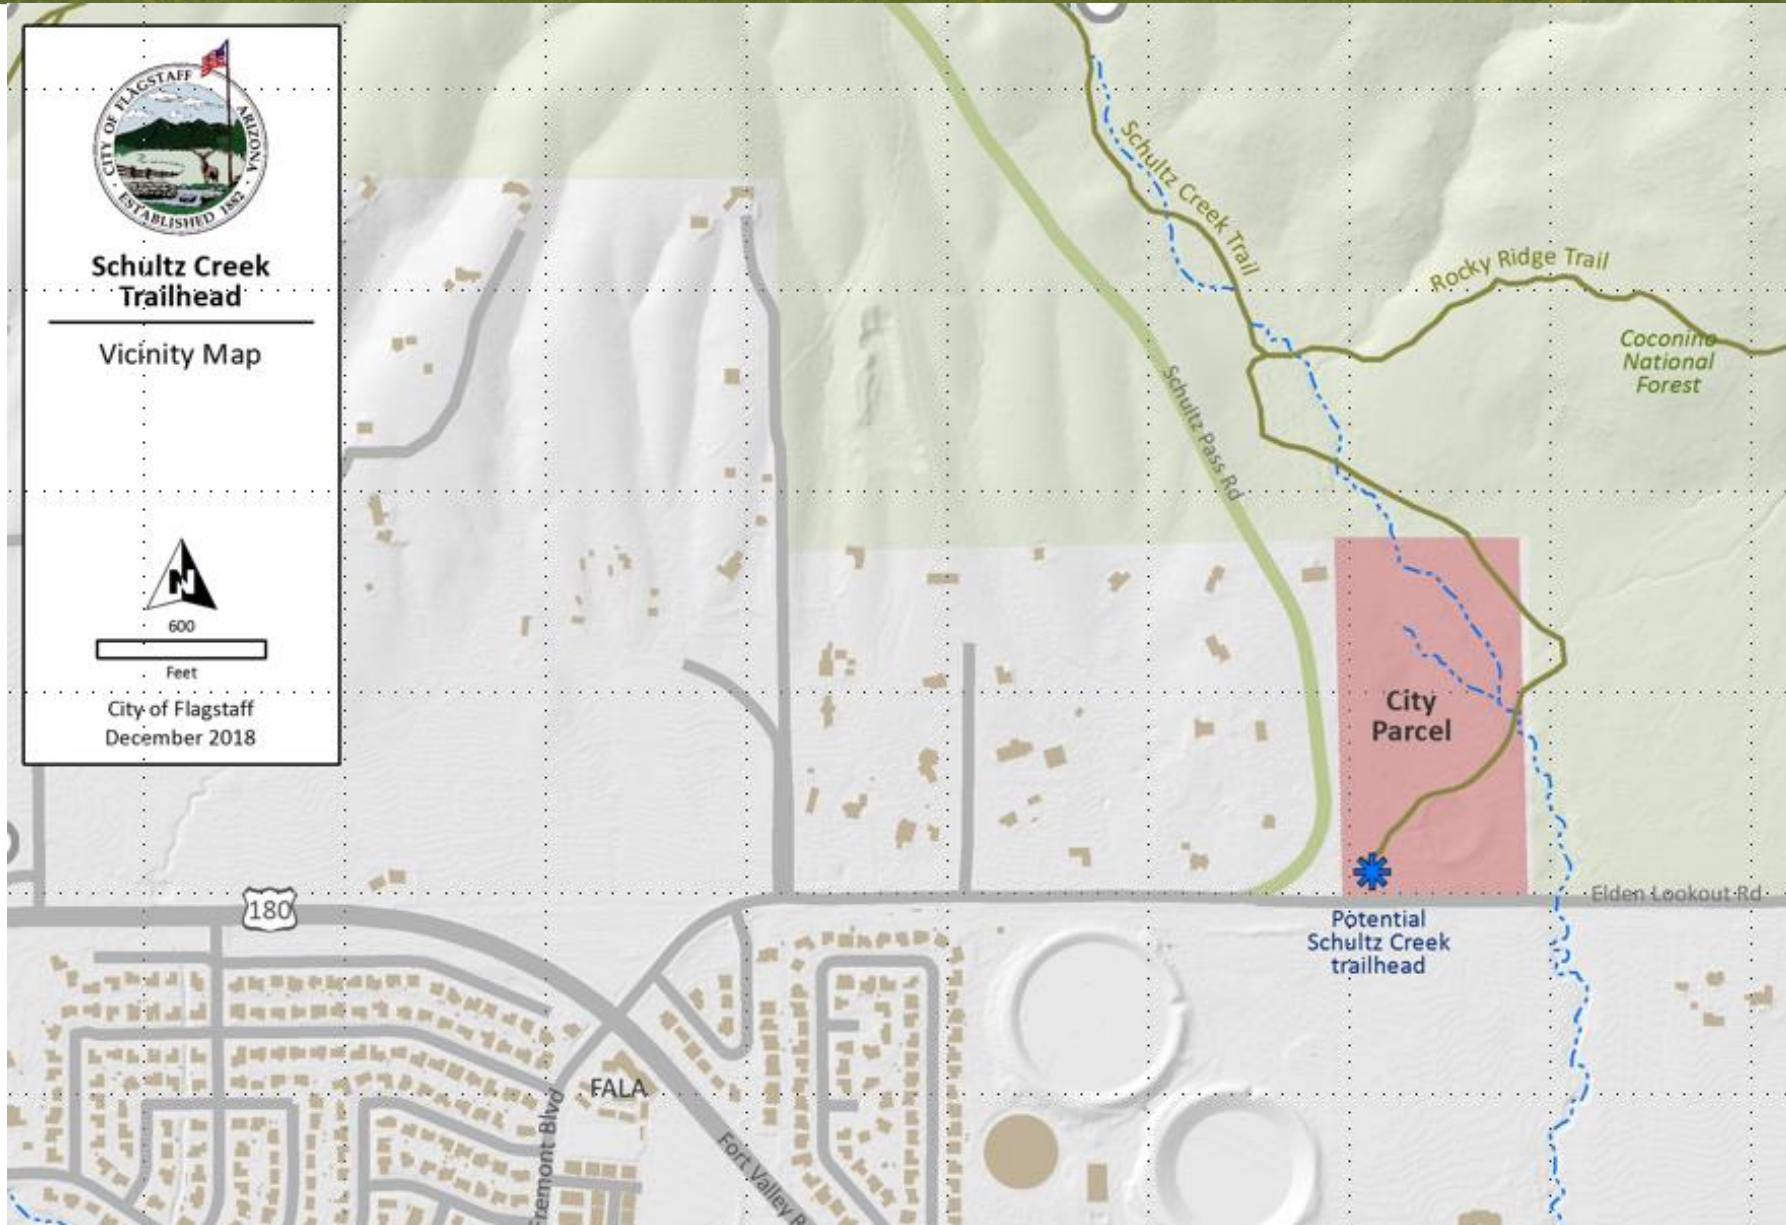 CITY OF FLAGSTAFF ARIZONA
ESTABLISHED 1882
Schultz Creek
Trailhead
Vicinity Map
N
600
Feet
City of Flagstaff
December 2018
Schultz Creek Trail
Rocky Ridge Trail
Coconino
National
Forest
Schultz Pass Rd
City
Parcel
180
Elden Lookout Rd
Potential
Schultz Creek
trailhead
FALA
Fremont Blvd
Fort Valley R